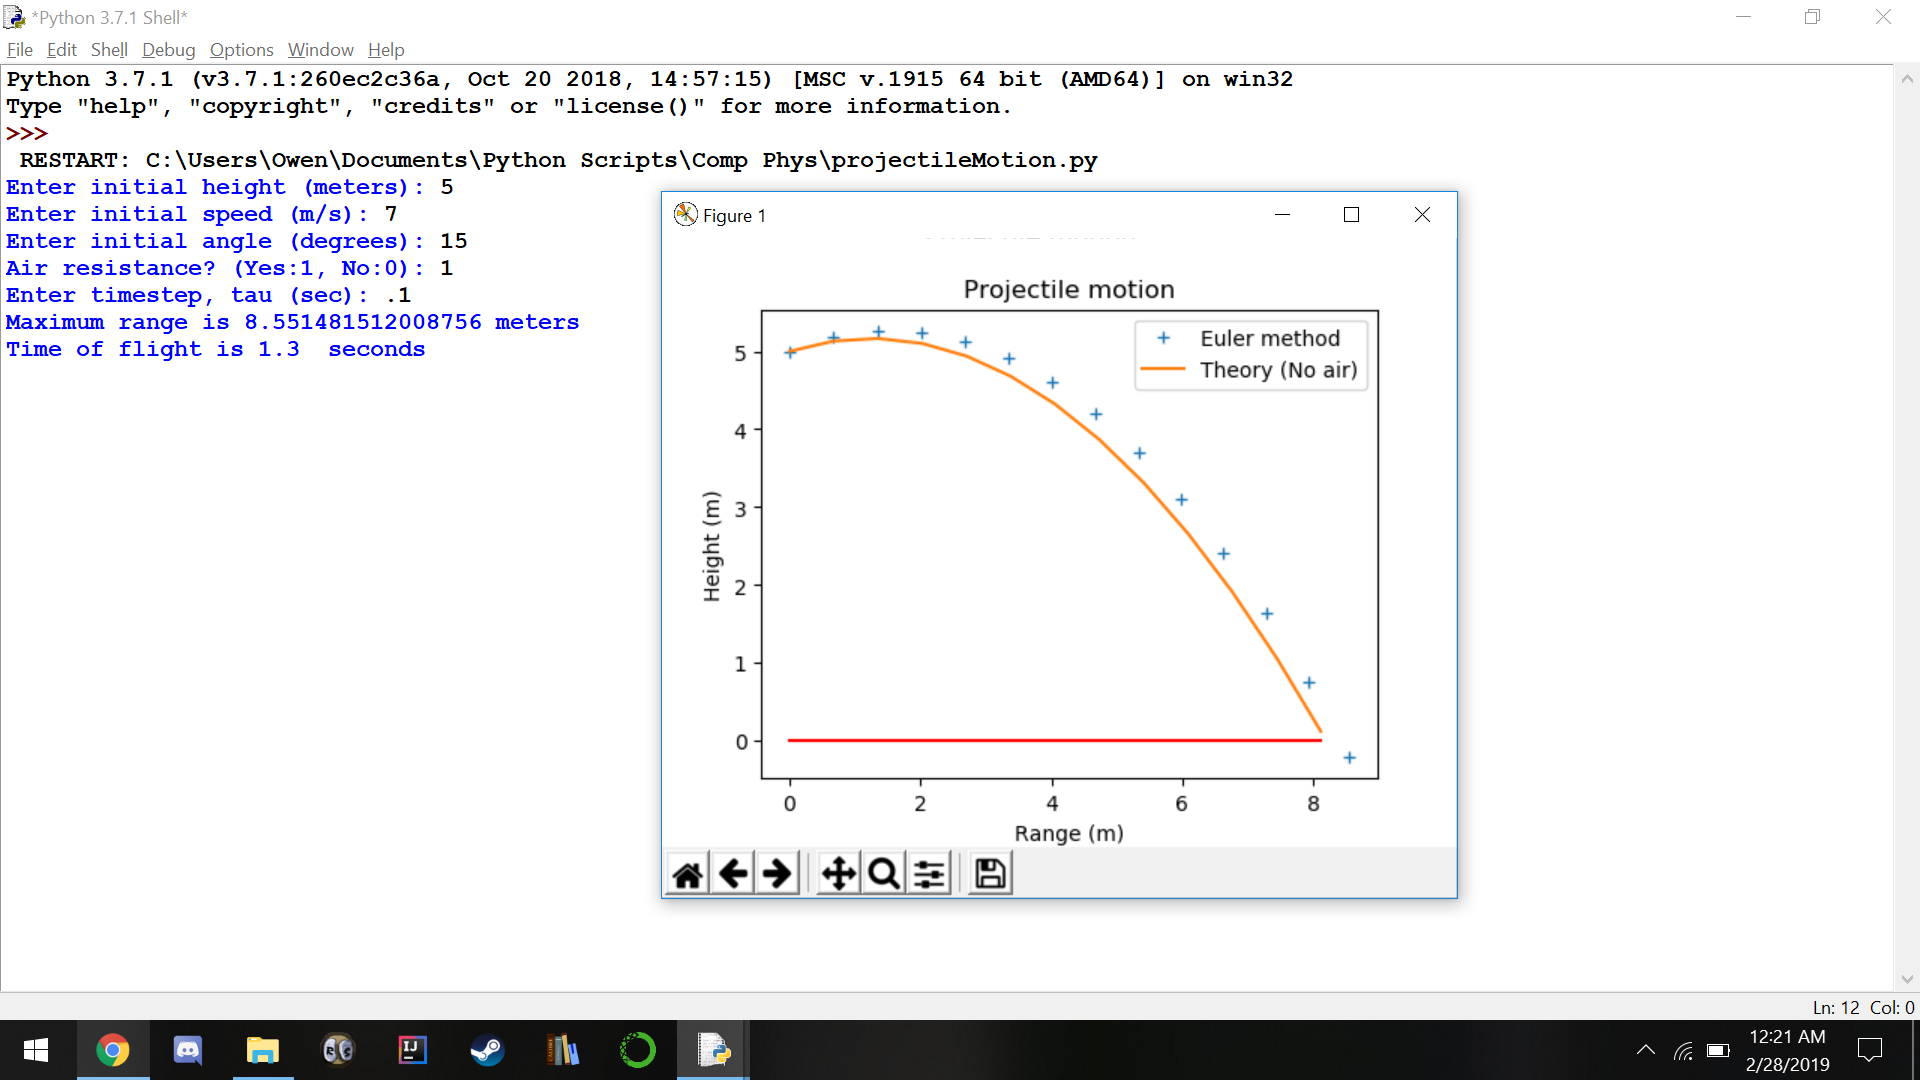 *Python 3.7.1 Shell*
File Edit Shell Debug Options Window Help
Python 3.7.1 (v3.7.1:260ec2c36a, Oct 20 2018, 14:57:15) [MSC v.1915 64 bit (AMD64)] on win32
Type "help", "copyright", "credits" or "license()" for more information.
>>>
RESTART: C:\Users\Owen\Documents\Python Scripts\Comp Phys\projectileMotion.py
Enter initial height (meters): 5
Enter initial speed (m/s): 7
Enter initial angle (degrees): 15
Air resistance? (Yes:1, No:0): 1
Enter timestep, tau (sec): .1
Maximum range is 8.551481512008756 meters
Time of flight is 1.3  seconds
Figure 1
Projectile motion
Euler method
Theory (No air)
Height (m)
5
4
3
2
1
0
0 2 4 6 8
Range (m)
Ln: 12 Col: 0
IJ
12:21 AM
2/28/2019